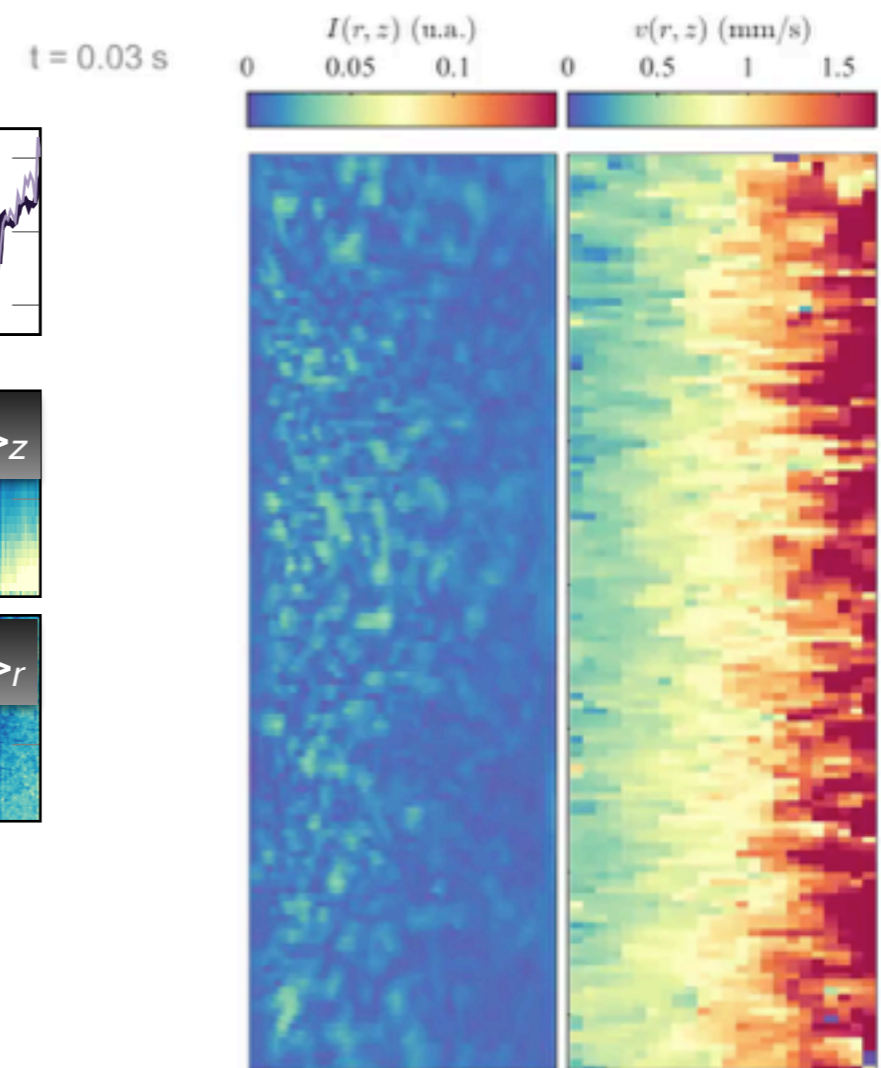 t = 0.03 s
I(r, z) (u.a.)
0 0.05 0.1
v(r, z) (mm/s)
0 0.5 1 1.5
>z
>r